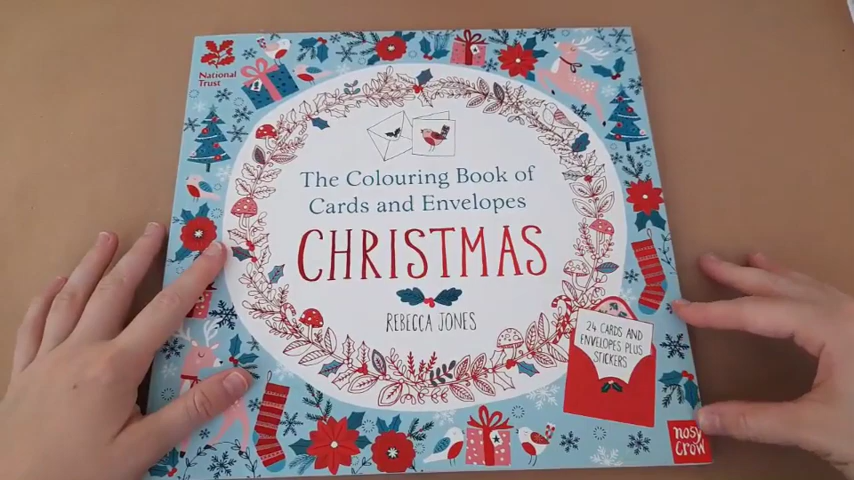 National
Trust
The Colouring Book of
Cards and Envelopes
CHRISTMAS
REBECCA JONES
24 CARDS AND
ENVELOPES PLUS
STICKERS
nosy
crow